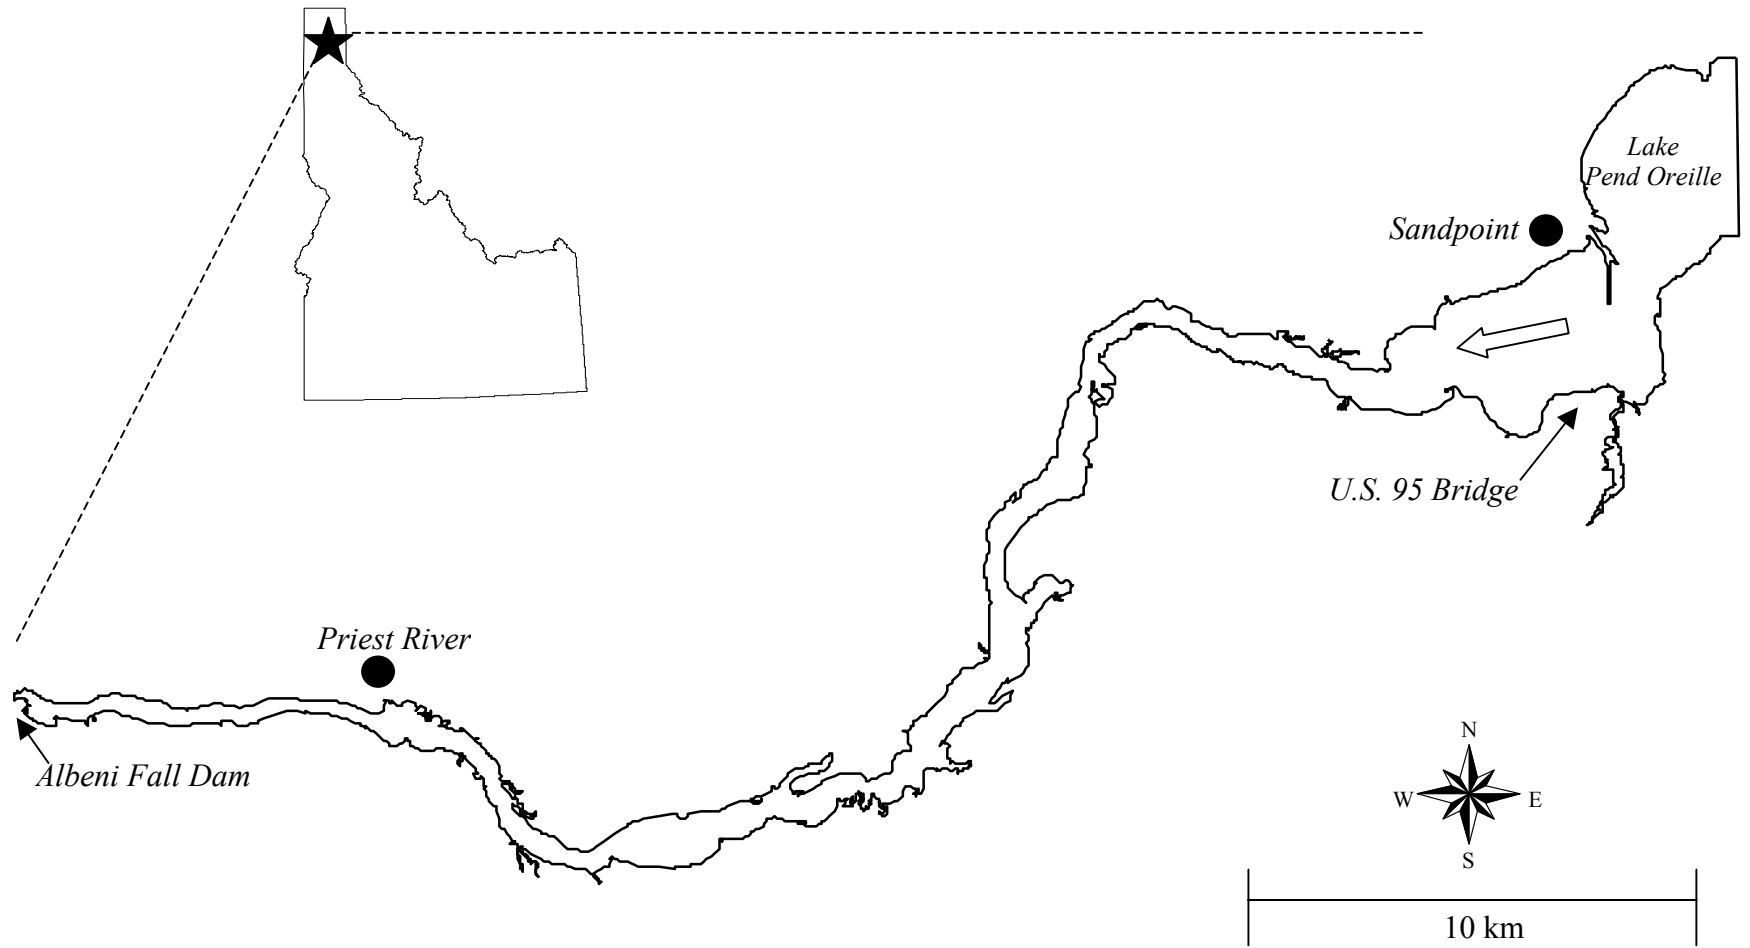 Lake
Pend Oreille
Sandpoint
U.S. 95 Bridge
Priest River
Albeni Fall Dam
N
W
E
S
10 km